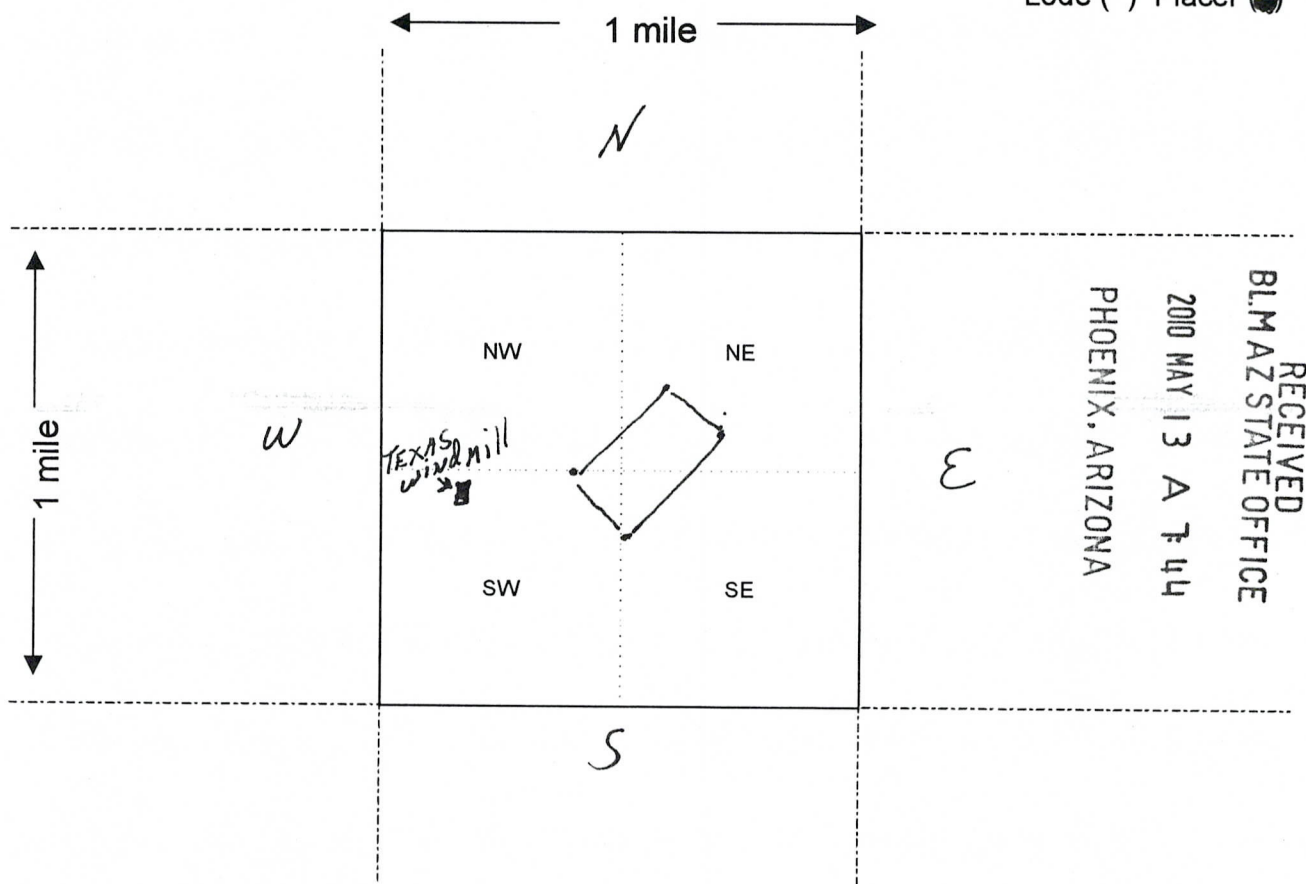 Lode ( ) Placer ( )
1 mile
N
1 mile
NW
NE
W
TEXAS
windmill
E
SW
SE
S
RECEIVED
BLM AZ STATE OFFICE
2010 MAY 13 A 7:44
PHOENIX, ARIZONA